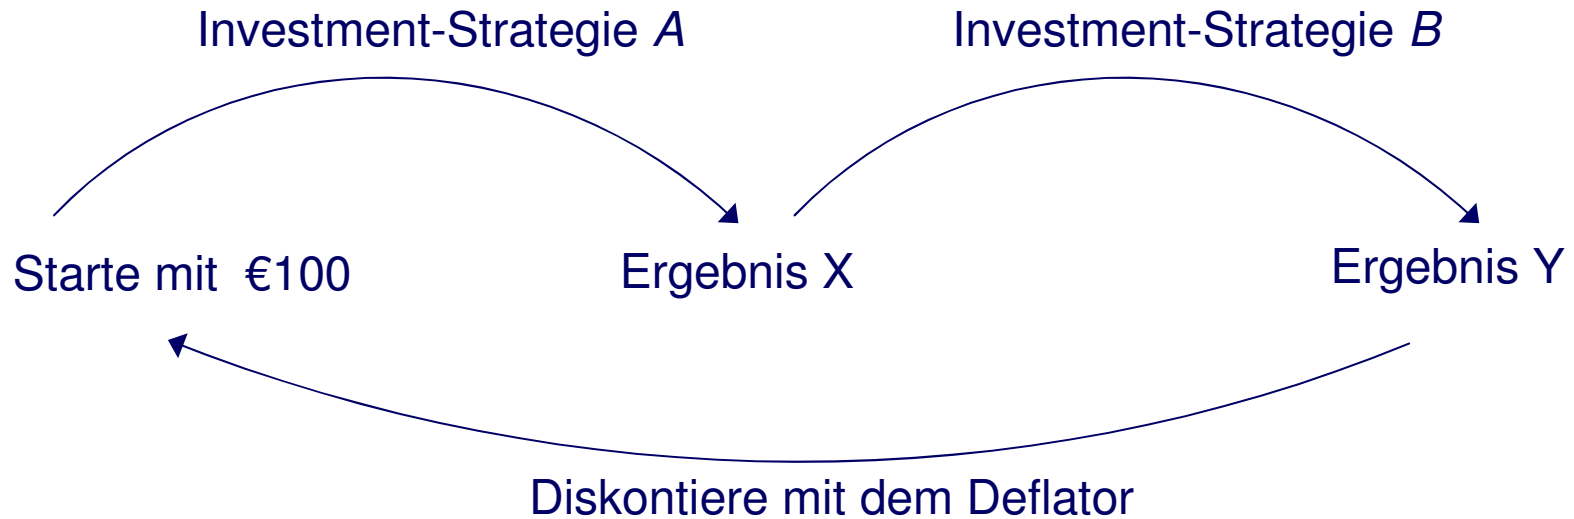 Investment-Strategie A
Investment-Strategie B
Starte mit €100
Ergebnis X
Ergebnis Y
Diskontiere mit dem Deflator